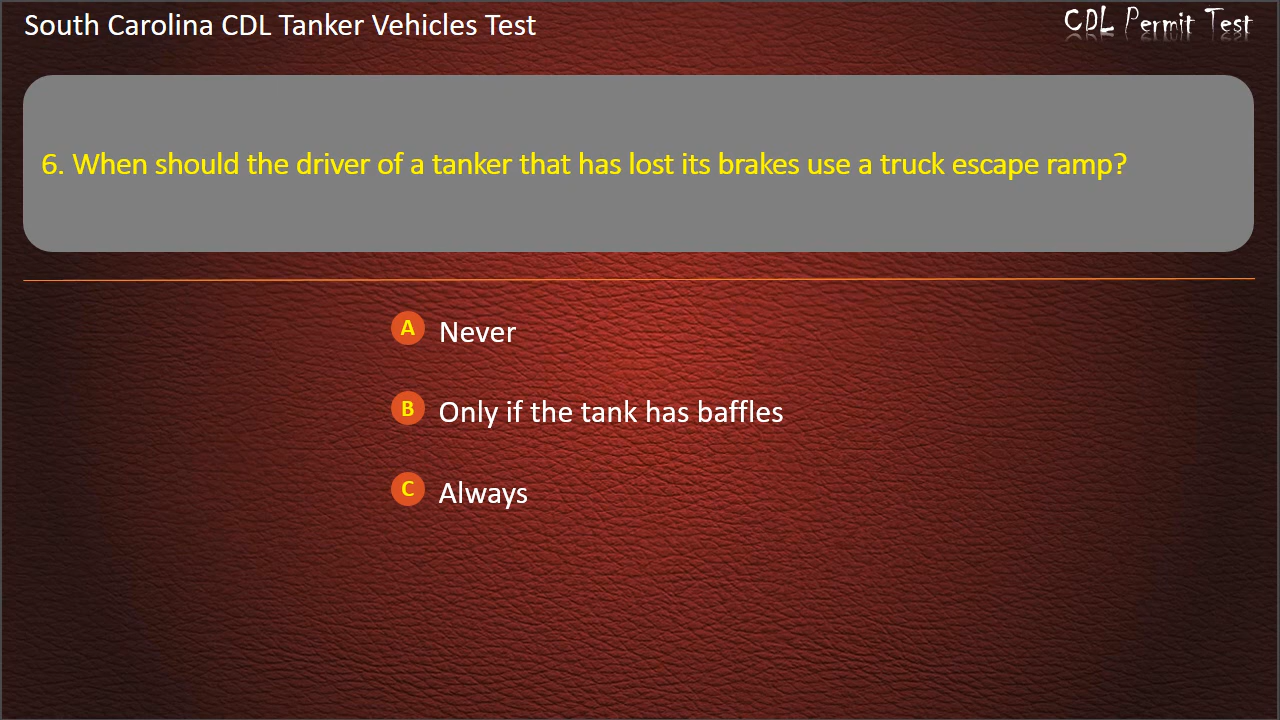 South Carolina CDL Tanker Vehicles Test
CDL Permit Test
6. When should the driver of a tanker that has lost its brakes use a truck escape ramp?
A Never
B Only if the tank has baffles
C Always